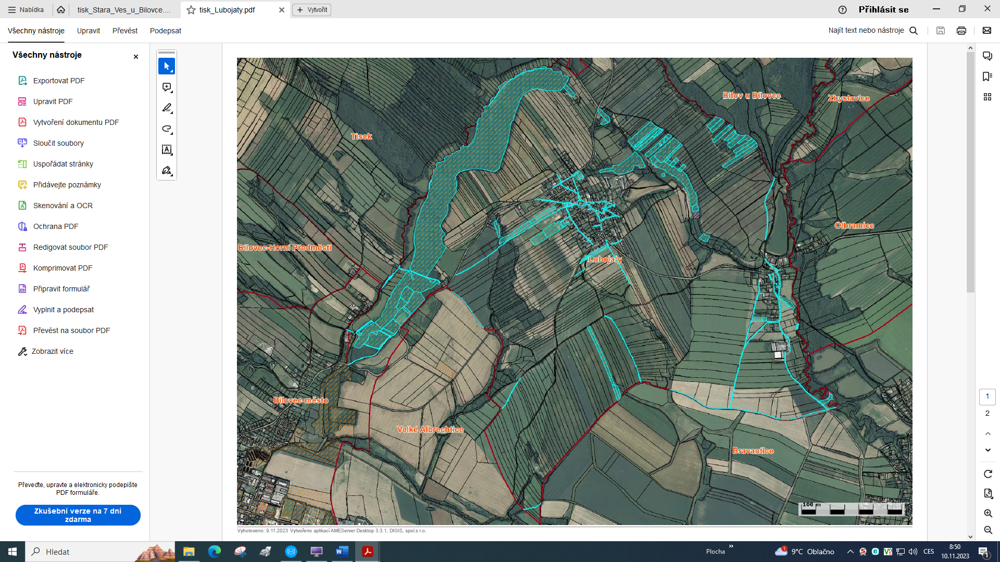 Nabídka
tisk_Stara_Ves_u_Bilovce....
tisk_Lubojaty.pdf
Vytvořit
Přihlásit se
Všechny nástroje
Upravit
Převést
Podepsat
Najít text nebo nástroje
Všechny nástroje
Exportovat PDF
Upravit PDF
Vytvoření dokumentu PDF
Sloučit soubory
Uspořádat stránky
Přidávejte poznámky
Skenování a OCR
Ochrana PDF
Redigovat soubor PDF
Komprimovat PDF
Připravit formulář
Vyplnit a podepsat
Převést na soubor PDF
Zobrazit více
Převeďte, upravte a elektronicky podepište
PDF formuláře.
Zkušební verze na 7 dní
zdarma
Bítov u Bílovce
Zbyslavice
Tísek
Olbramice
Bílovec-Horní Předměstí
Lubojaty
Bílovec-město
Velké Albrechtice
Bravantice
100 m
Vyhotoveno: 9.11.2023 Vytvořeno aplikací AMEServer Desktop 3.3.1, DIGIS, spol.s r.o.
1
2
Hledat
Plocha
»
1
9°C Oblačno
CES
8:50
10.11.2023
1